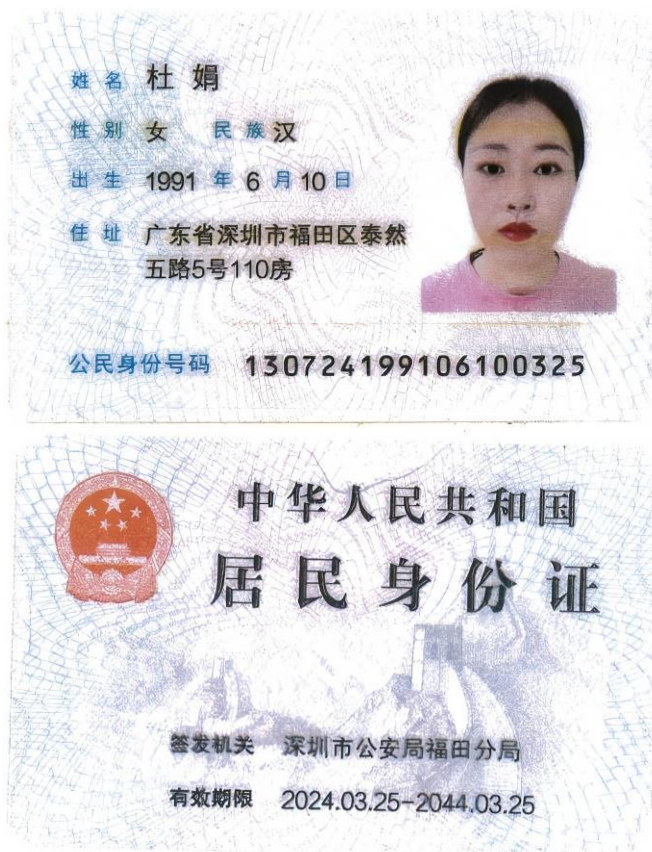 姓名 杜娟
性别 女 民族 汉
出生 1991 年 6 月 10 日
住址 广东省深圳市福田区泰然
五路5号110房
公民身份号码 130724199106100325
中华人民共和国
居民身份证
签发机关 深圳市公安局福田分局
有效期限 2024.03.25-2044.03.25